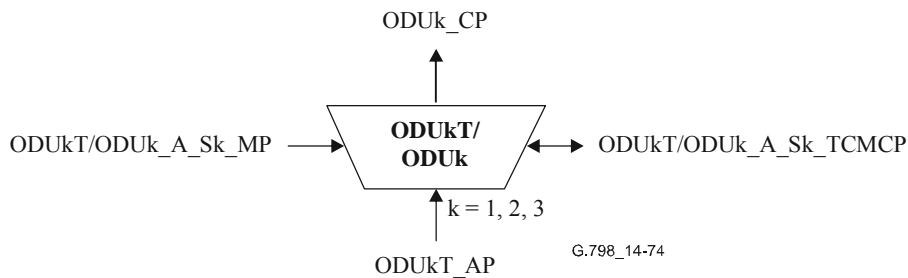 ODUk_CP
ODUkT/ODUk_A_Sk_MP
ODUkT/
ODUk
ODUkT/ODUk_A_Sk_TCMCP
k = 1, 2, 3
ODUkT_AP
G.798_14-74